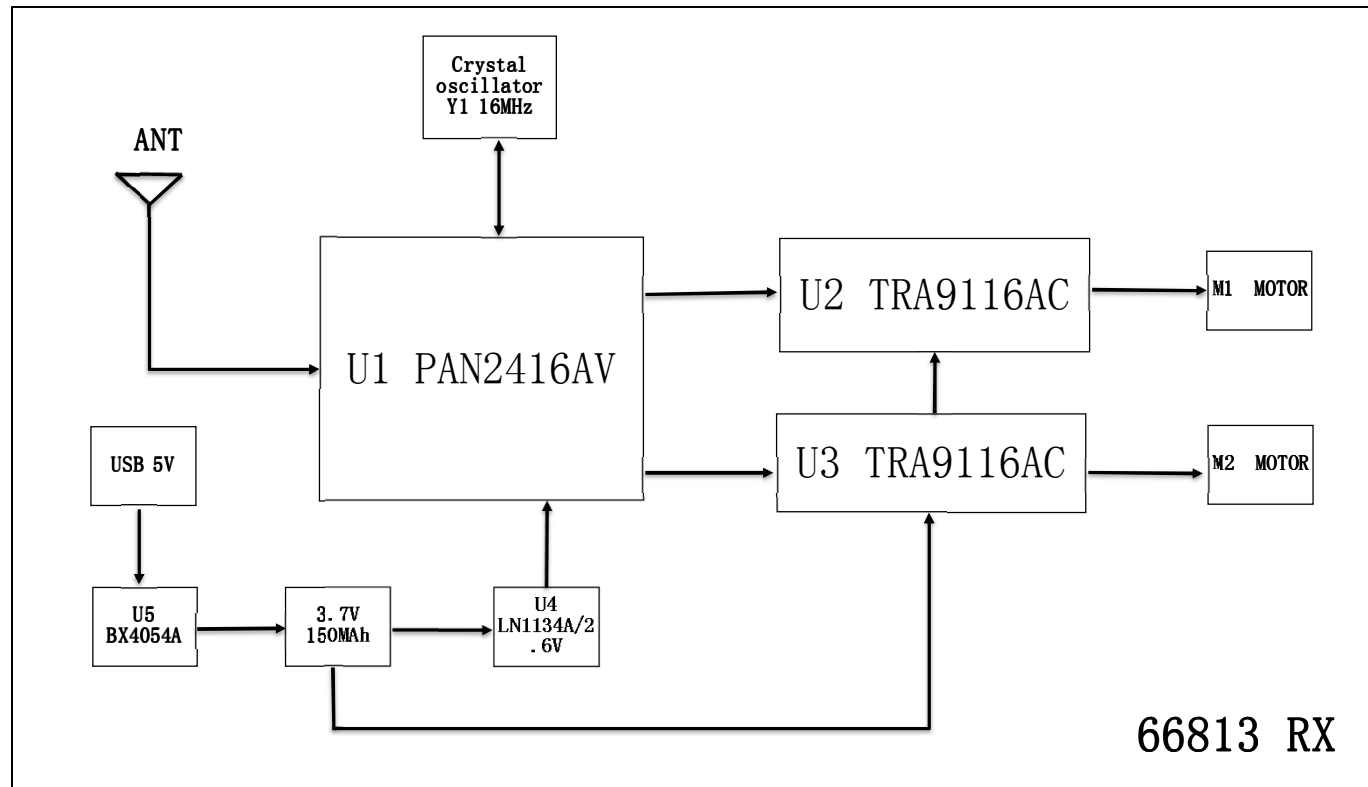 Crystal
oscillator
Y1 16MHz
ANT
U1 PAN2416AV
U2 TRA9116AC
M1 MOTOR
U3 TRA9116AC
M2 MOTOR
USB 5V
U5
BX4054A
3.7V
150MAh
U4
LN1134A/2
.6V
66813 RX